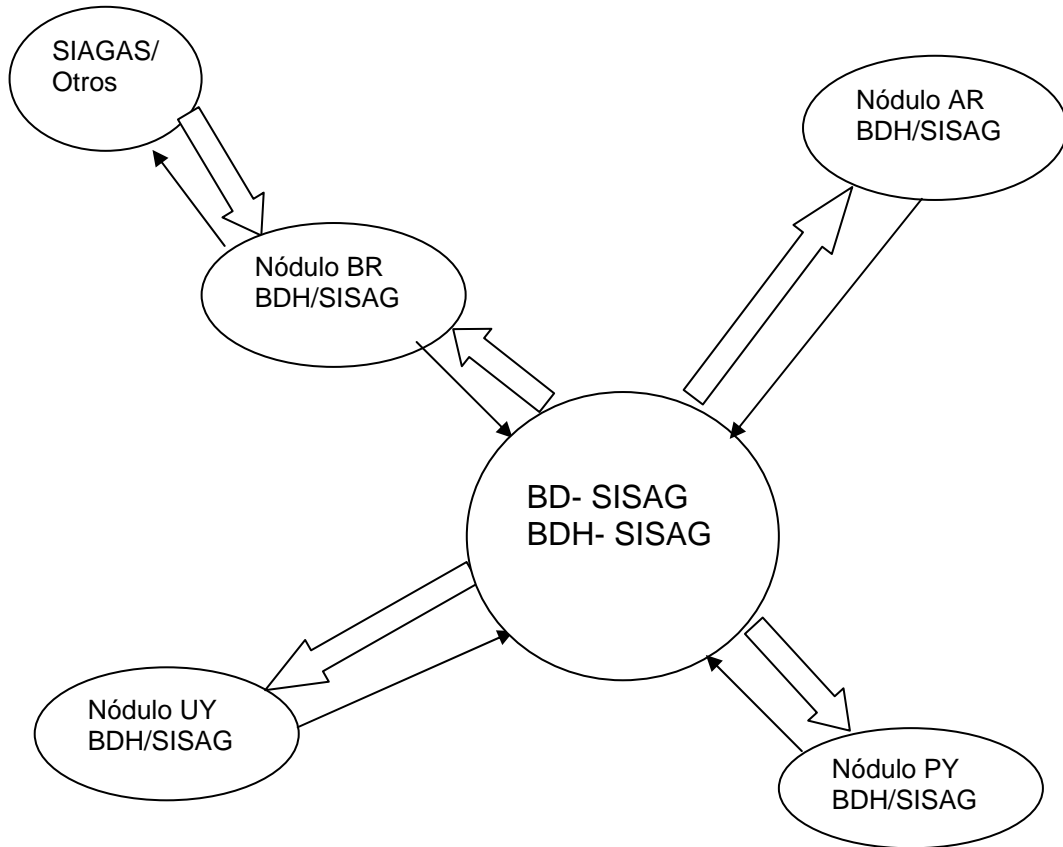 SIAGAS/
Otros
Nódulo AR
BDH/SISAG
Nódulo BR
BDH/SISAG
BD- SISAG
BDH- SISAG
Nódulo UY
BDH/SISAG
Nódulo PY
BDH/SISAG